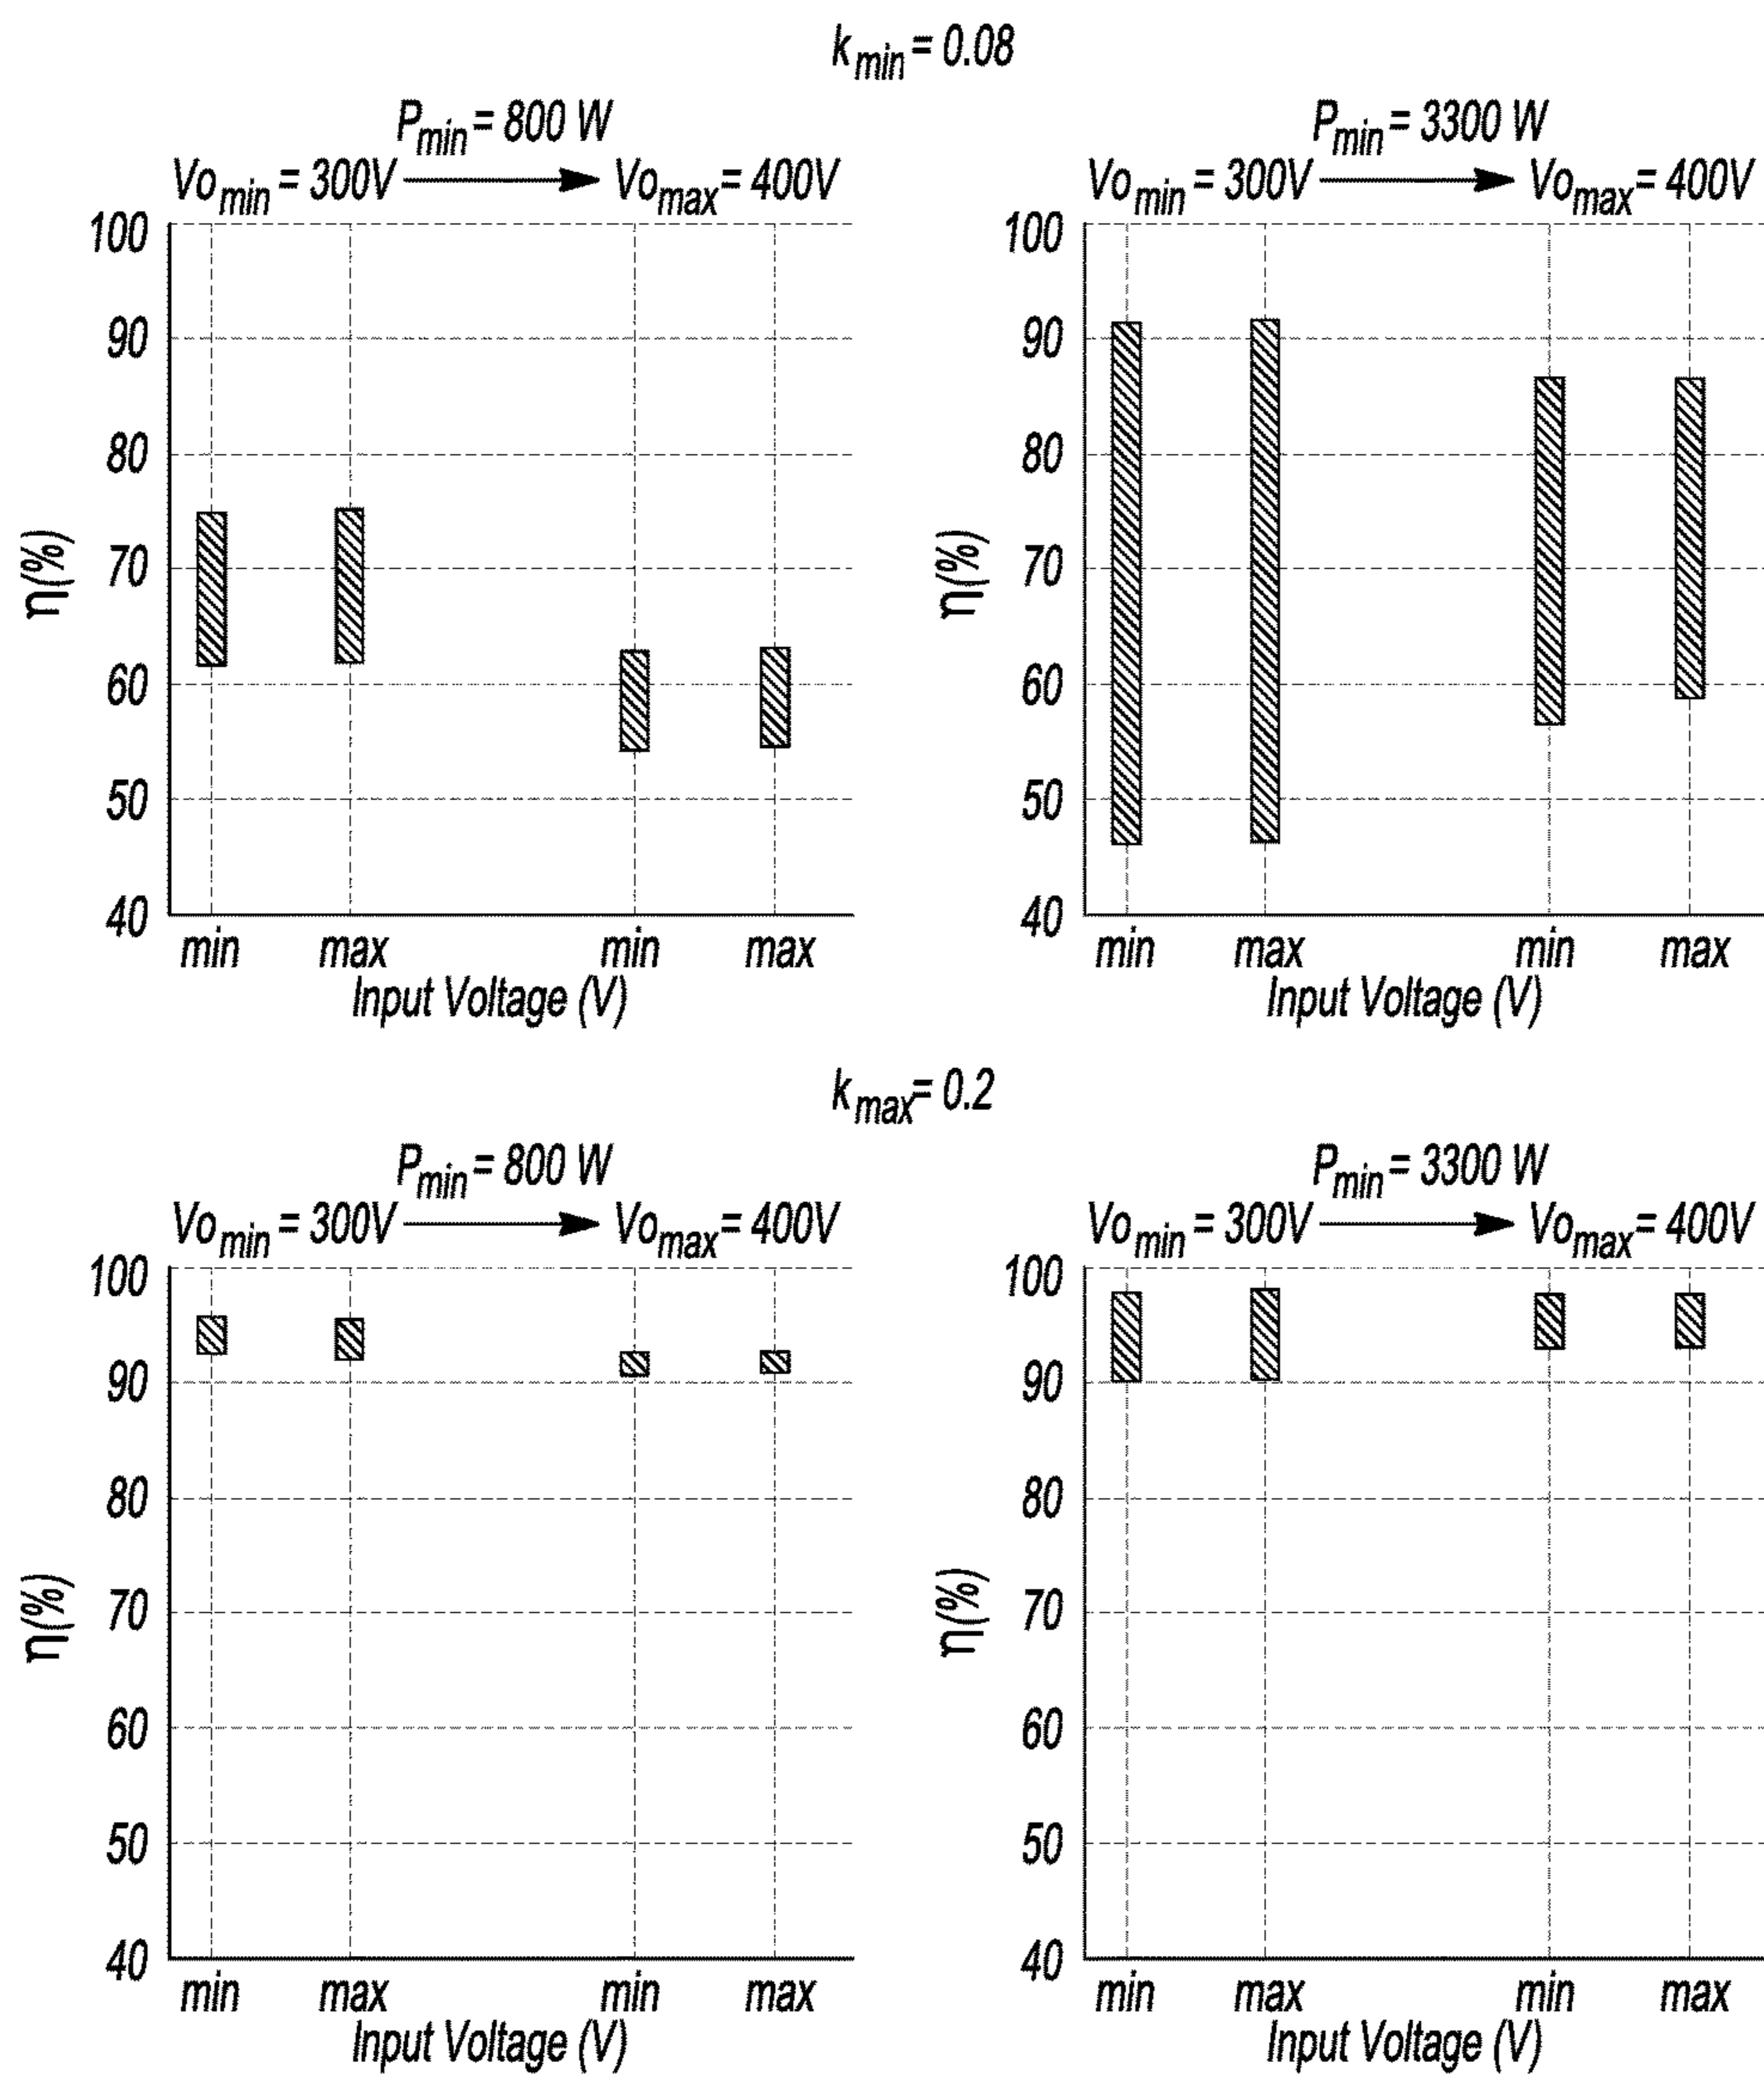 k_min = 0.08
P_min = 800 W
Vo_min = 300V → Vo_max = 400V
100
90
80
70
60
50
40
η(%)
min max min max
Input Voltage (V)
P_min = 3300 W
Vo_min = 300V → Vo_max = 400V
100
90
80
70
60
50
40
η(%)
min max min max
Input Voltage (V)
k_max = 0.2
P_min = 800 W
Vo_min = 300V → Vo_max = 400V
100
90
80
70
60
50
40
η(%)
min max min max
Input Voltage (V)
P_min = 3300 W
Vo_min = 300V → Vo_max = 400V
100
90
80
70
60
50
40
η(%)
min max min max
Input Voltage (V)